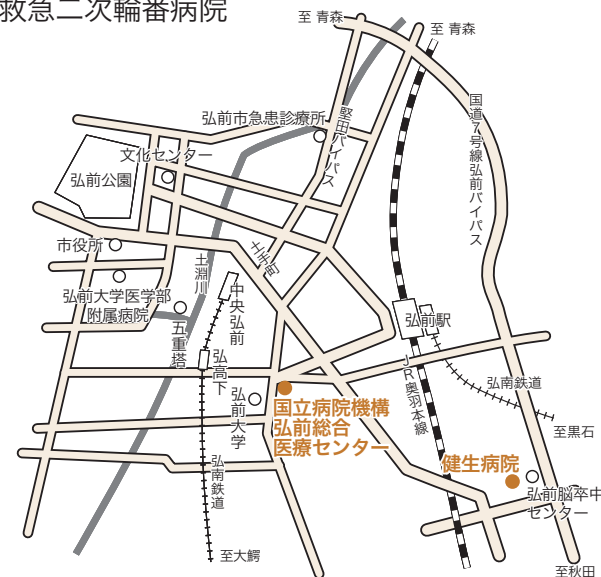 救急二次輪番病院
至 青森
至 青森
国道7号線弘前バイパス
弘前市急患診療所
堅田バイパス
文化センター
弘前公園
市役所
土淵川
土手町
弘前大学医学部
附属病院
中央弘前
五重塔
弘前駅
弘高下
JR奥羽本線
弘南鉄道
弘前大学
国立病院機構
弘前総合
医療センター
至黒石
弘南鉄道
健生病院
弘前脳卒中
センター
至大鰐
至秋田